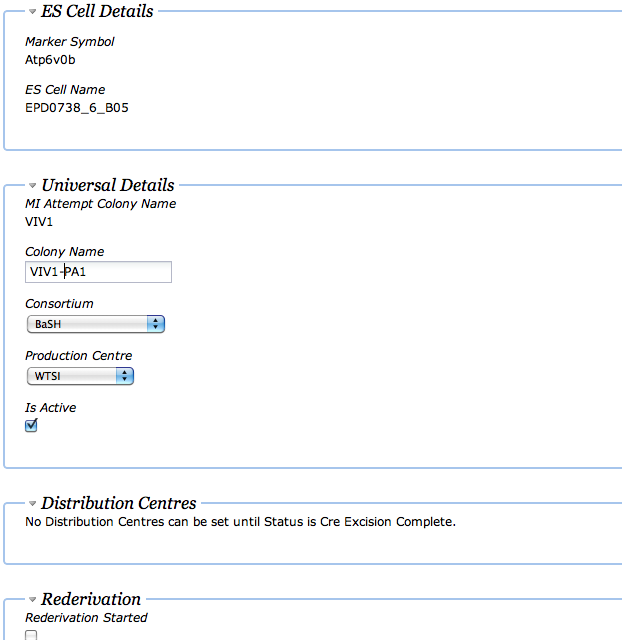 ES Cell Details
Marker Symbol
Atp6v0b
ES Cell Name
EPD0738_6_B05
Universal Details
MI Attempt Colony Name
VIV1
Colony Name
VIV1-PA1
Consortium
BaSH
Production Centre
WTSI
Is Active
Distribution Centres
No Distribution Centres can be set until Status is Cre Excision Complete.
Rederivation
Rederivation Started